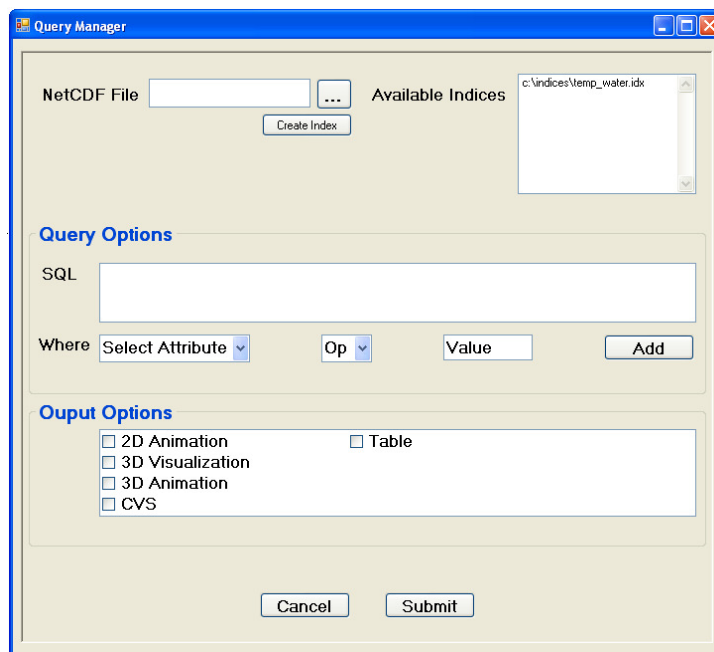 Query Manager
NetCDF File
...
Available Indices
c:\indices\temp_water.idx
Create Index
Query Options
SQL
Where Select Attribute Op Value Add
Ouput Options
2D Animation Table
3D Visualization
3D Animation
CVS
Cancel Submit